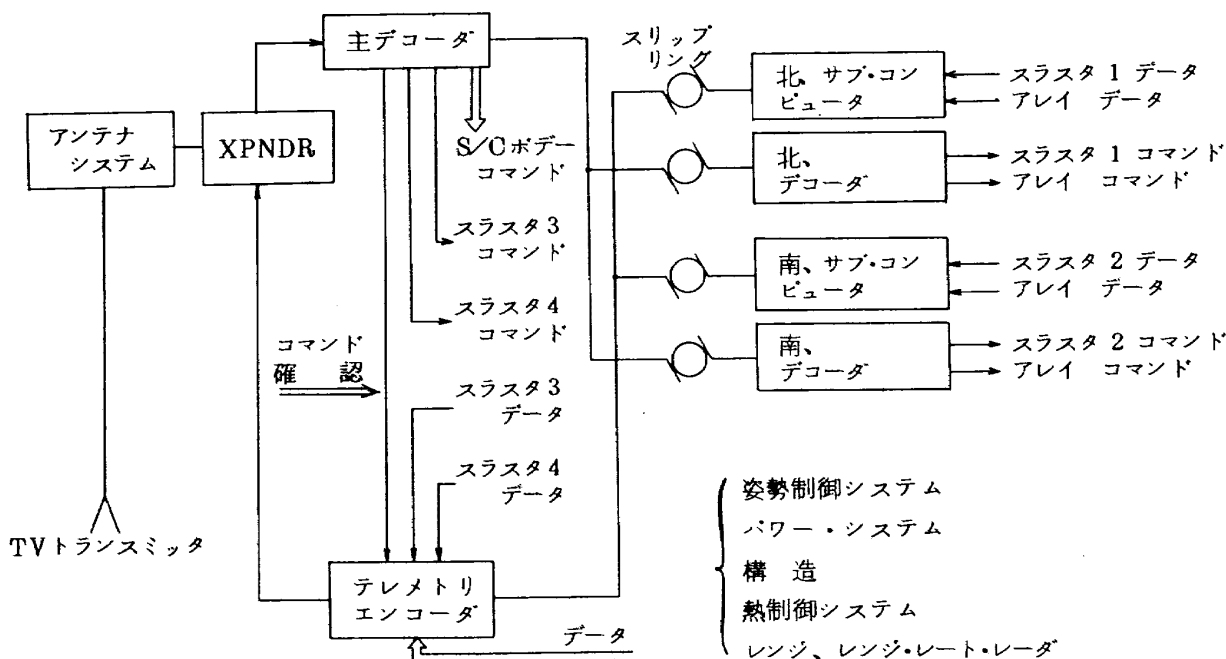 主デコーダ
スリップ
リング
北、サブ・コン
ピュータ
スラスタ 1 データ
アレイ データ
アンテナ
システム
XPNDR
S/Cボデー
コマンド
北、
デコーダ
スラスタ 1 コマンド
アレイ コマンド
スラスタ3
コマンド
南、サブ・コン
ピュータ
スラスタ 2 データ
アレイ データ
スラスタ4
コマンド
コマンド
確認
南、
デコーダ
スラスタ 2 コマンド
アレイ コマンド
スラスタ3
データ
スラスタ4
データ
TVトランスミッタ
テレメトリ
エンコーダ
データ
姿勢制御システム
パワー・システム
構造
熱制御システム
レンジ、レンジ・レート・レーダ